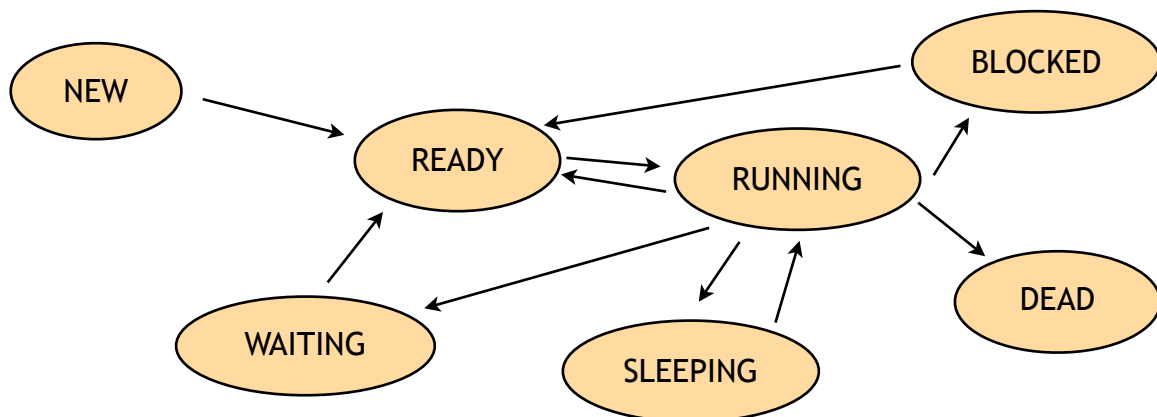 NEW
BLOCKED
READY
RUNNING
DEAD
WAITING
SLEEPING